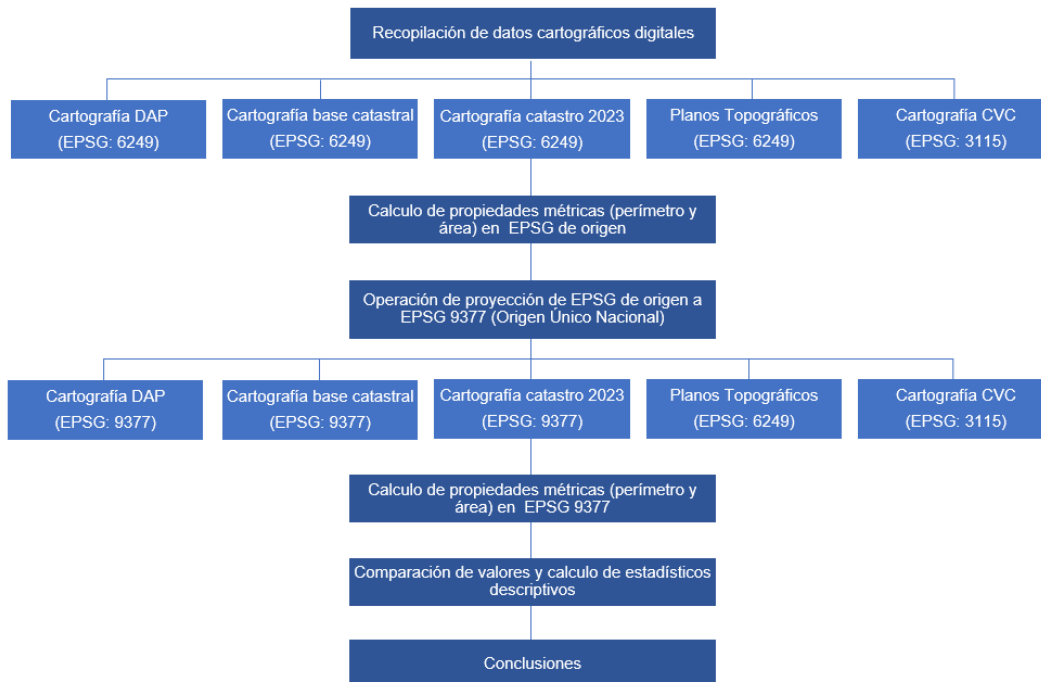 Recopilación de datos cartográficos digitales
Cartografía DAP
(EPSG: 6249)
Cartografía base catastral
(EPSG: 6249)
Cartografía catastro 2023
(EPSG: 6249)
Planos Topográficos
(EPSG: 6249)
Cartografía CVC
(EPSG: 3115)
Calculo de propiedades métricas (perímetro y
área) en EPSG de origen
Operación de proyección de EPSG de origen a
EPSG 9377 (Origen Único Nacional)
Cartografía DAP
(EPSG: 9377)
Cartografía base catastral
(EPSG: 9377)
Cartografía catastro 2023
(EPSG: 9377)
Planos Topográficos
(EPSG: 6249)
Cartografía CVC
(EPSG: 3115)
Calculo de propiedades métricas (perímetro y
área) en EPSG 9377
Comparación de valores y calculo de estadísticos
descriptivos
Conclusiones